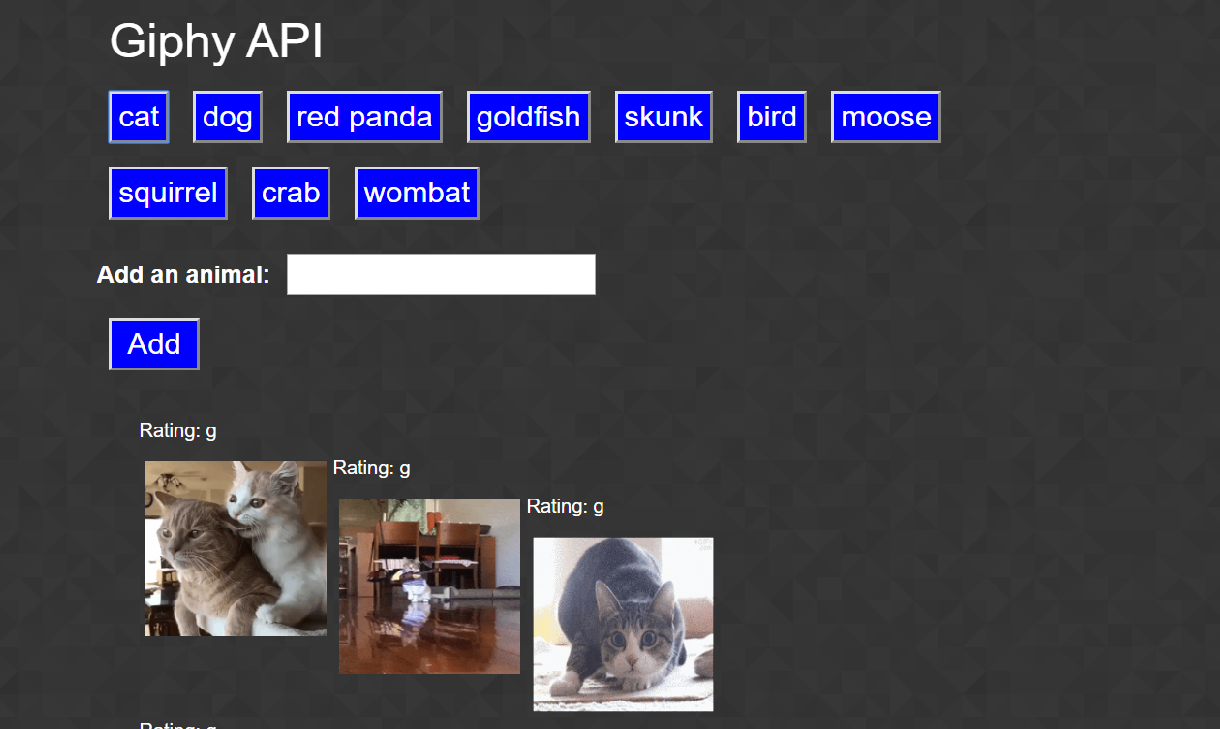 Giphy API
cat dog red panda goldfish skunk bird moose
squirrel crab wombat
Add an animal:
Add
Rating: g
Rating: g
Rating: g
Rating: g